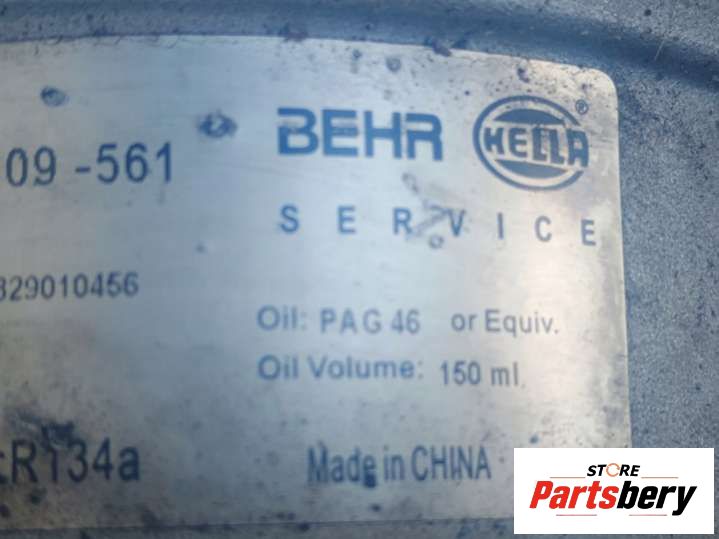 BEHR HELLA ®
09 -561
SERVICE
329010456
Oil: PAG 46 or Equiv.
Oil Volume: 150 ml
R134a
Made in CHINA
STORE
Partsbery